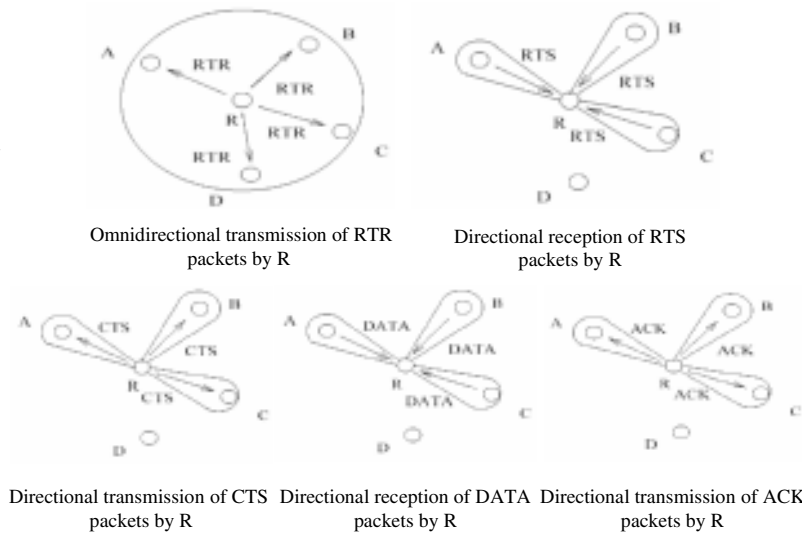 A
B
RTR
RTR
R
RTR
RTR
C
D
Omnidirectional transmission of RTR
packets by R
A
B
RTS
RTS
R
RTS
C
D
Directional reception of RTS
packets by R
A
B
CTS
CTS
R
CTS
C
D
Directional transmission of CTS
packets by R
A
B
DATA
DATA
R
DATA
C
D
Directional reception of DATA
packets by R
A
B
ACK
ACK
R
ACK
C
D
Directional transmission of ACK
packets by R